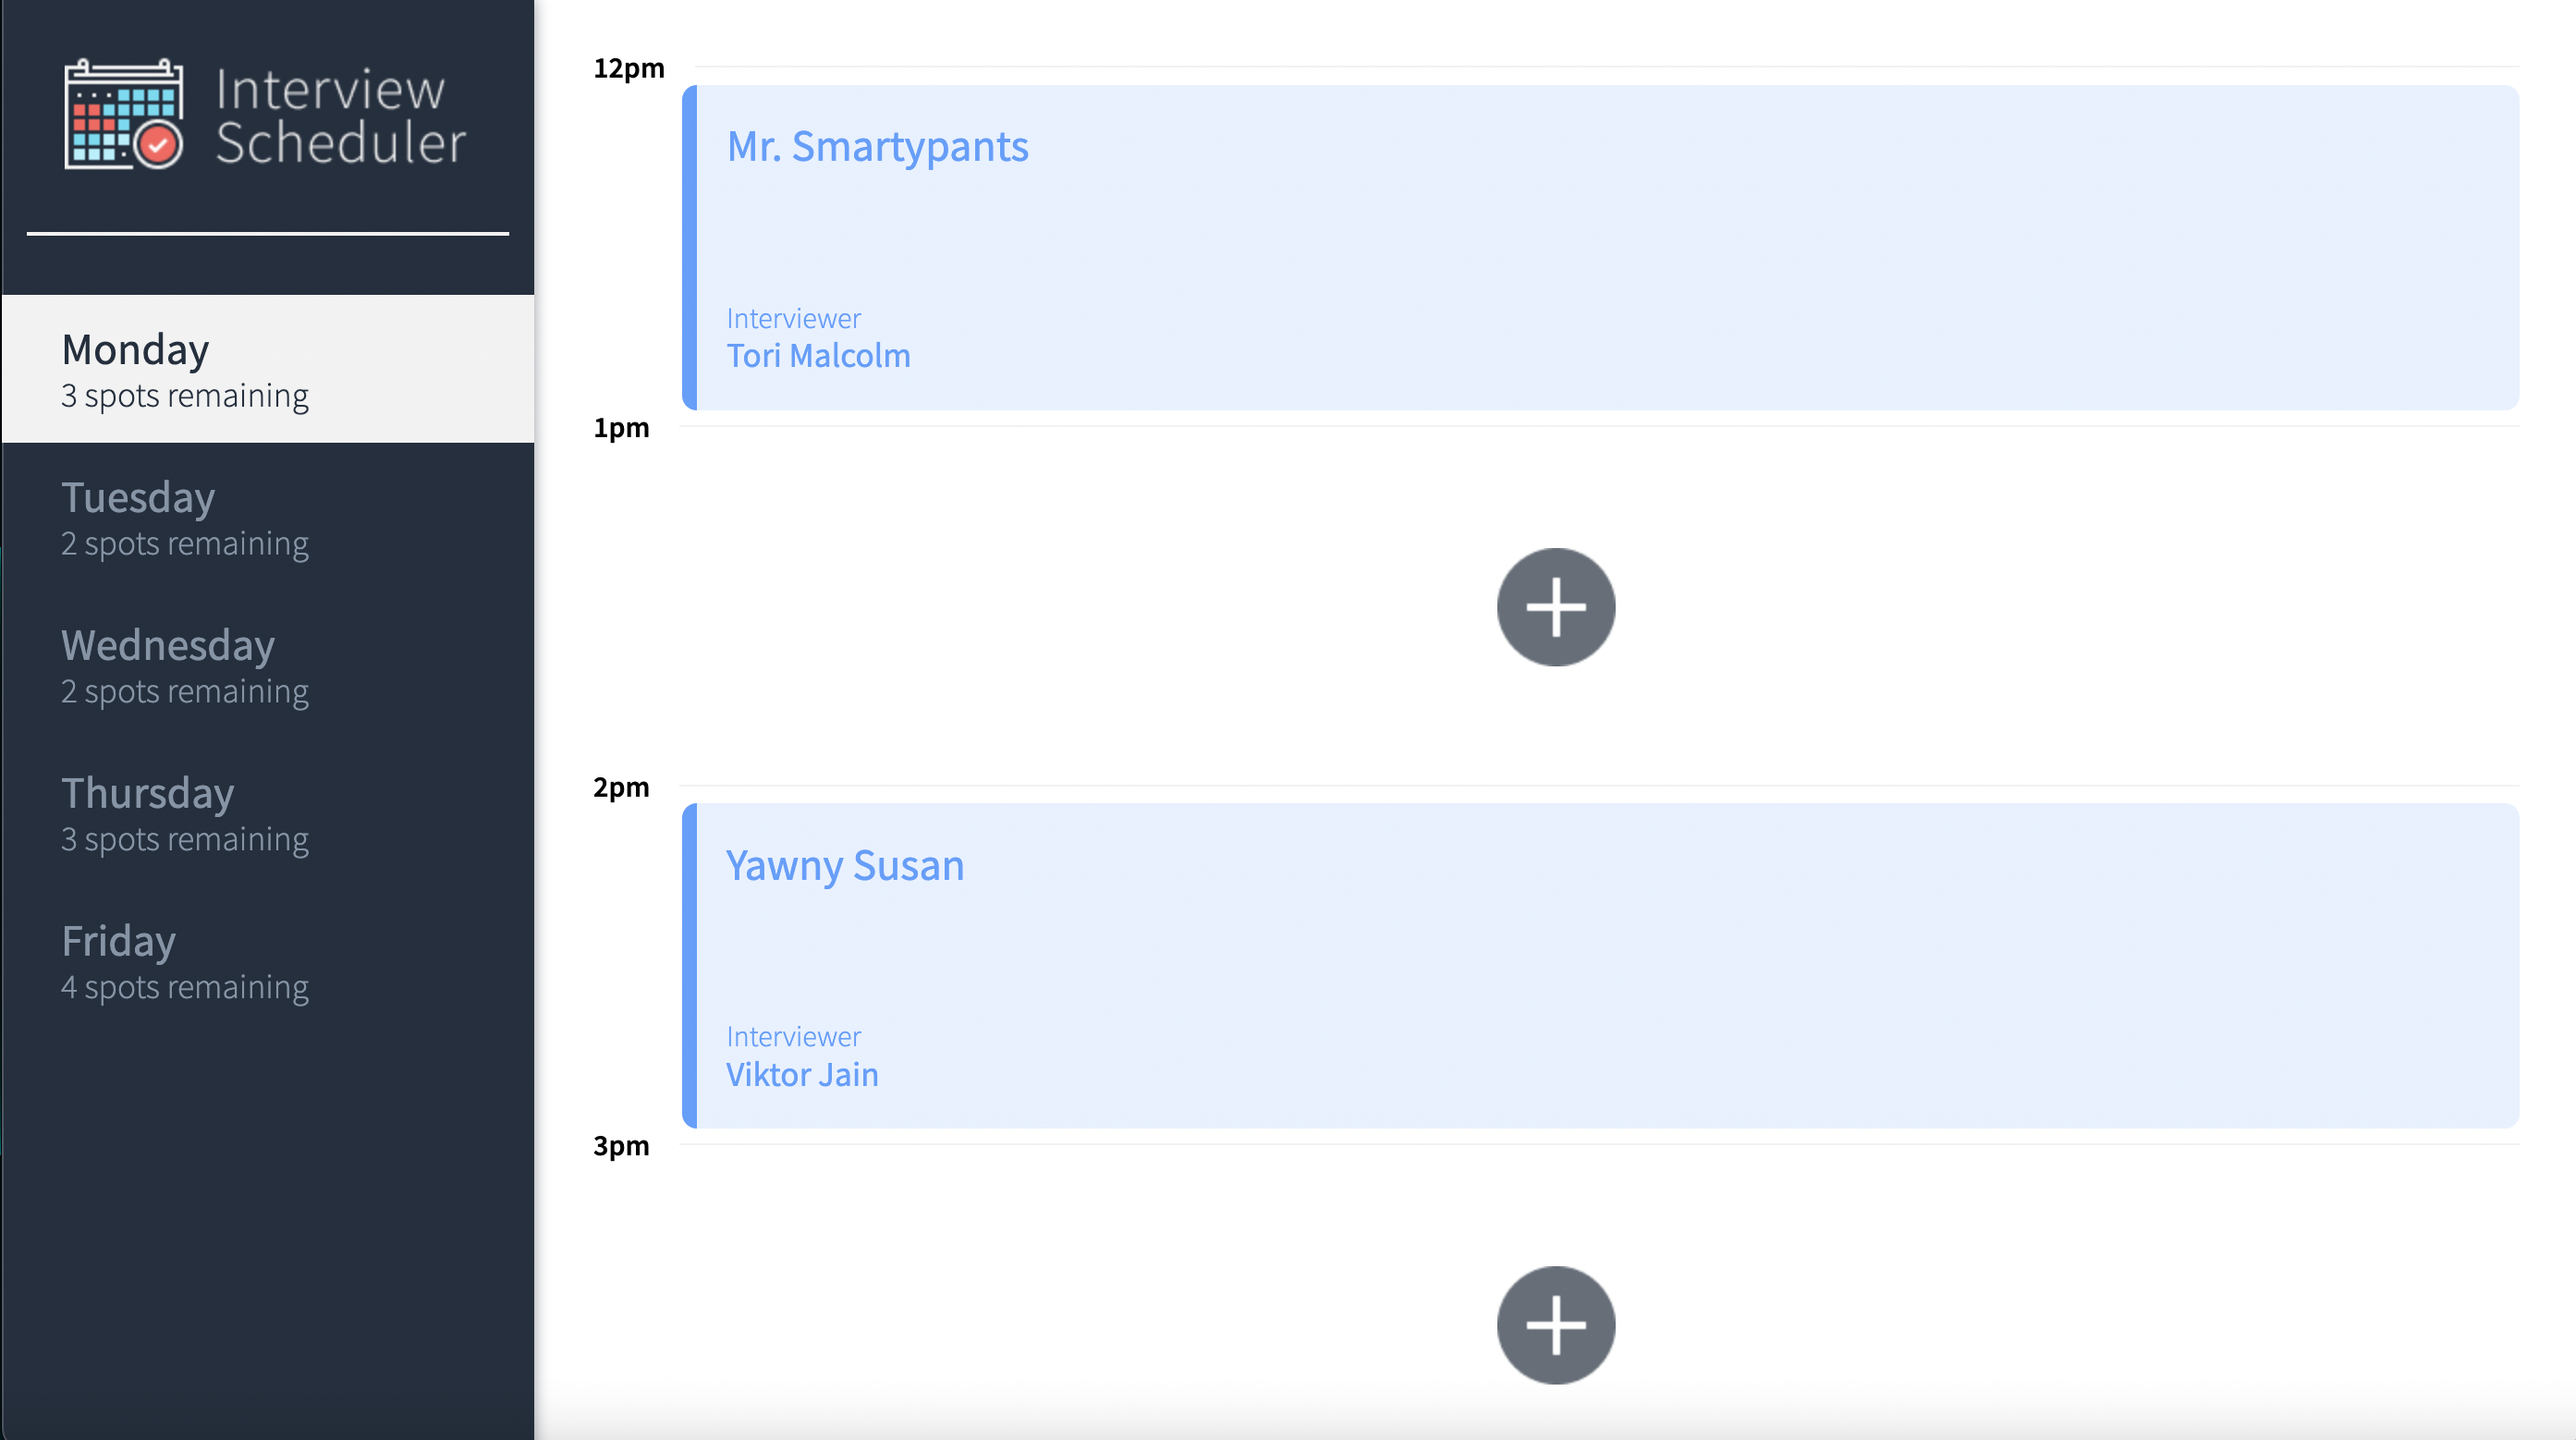 Interview
Scheduler
Monday
3 spots remaining
Tuesday
2 spots remaining
Wednesday
2 spots remaining
Thursday
3 spots remaining
Friday
4 spots remaining
12pm
Mr. Smartypants
Interviewer
Tori Malcolm
1pm
2pm
Yawny Susan
Interviewer
Viktor Jain
3pm